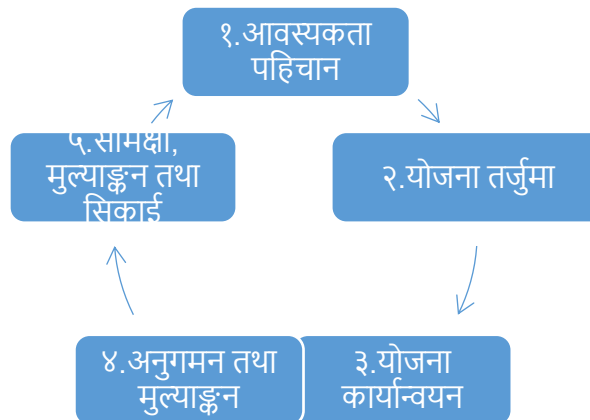 १.आवस्यकता
पहिचान
२.योजना तर्जुमा
३.योजना
कार्यान्वयन
४.अनुगमन तथा
मुल्याङ्कन
५.समिक्षा,
मुल्याङ्कन तथा
सिकाई